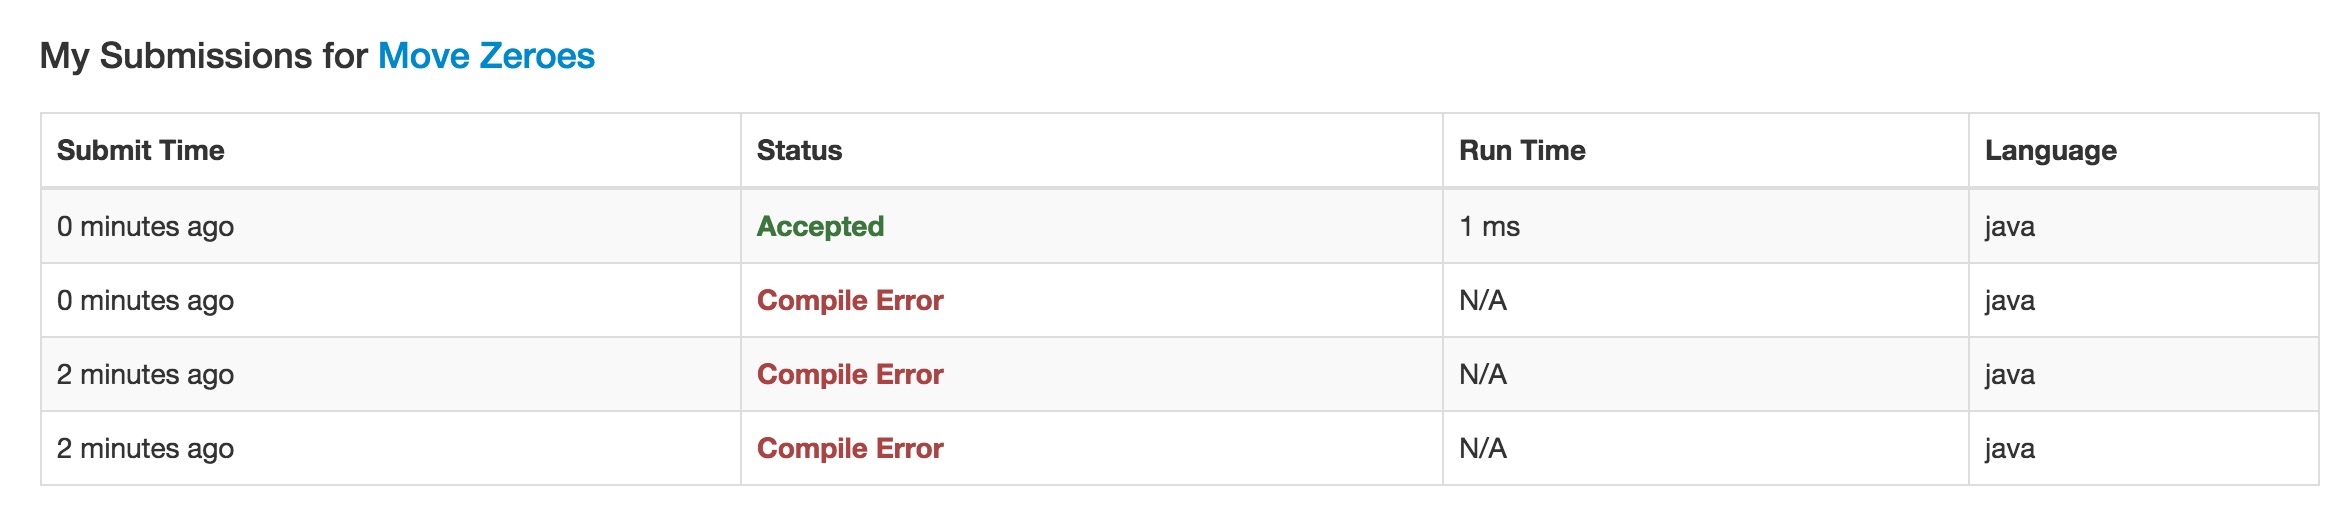 My Submissions for Move Zeroes
Submit Time Status Run Time Language
0 minutes ago Accepted 1 ms java
0 minutes ago Compile Error N/A java
2 minutes ago Compile Error N/A java
2 minutes ago Compile Error N/A java